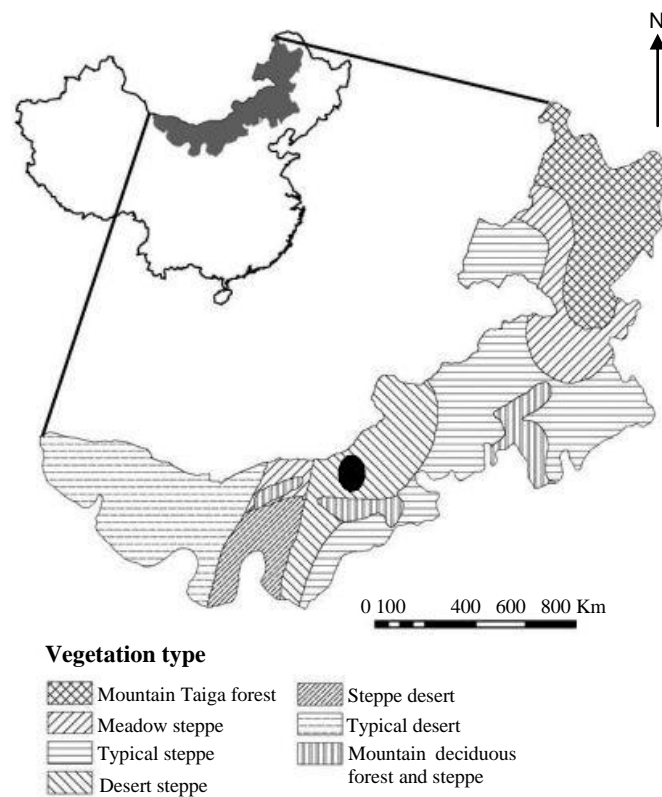 N
0 100 400 600 800 Km
Vegetation type
Mountain Taiga forest
Meadow steppe
Typical steppe
Desert steppe
Steppe desert
Typical desert
Mountain deciduous
forest and steppe